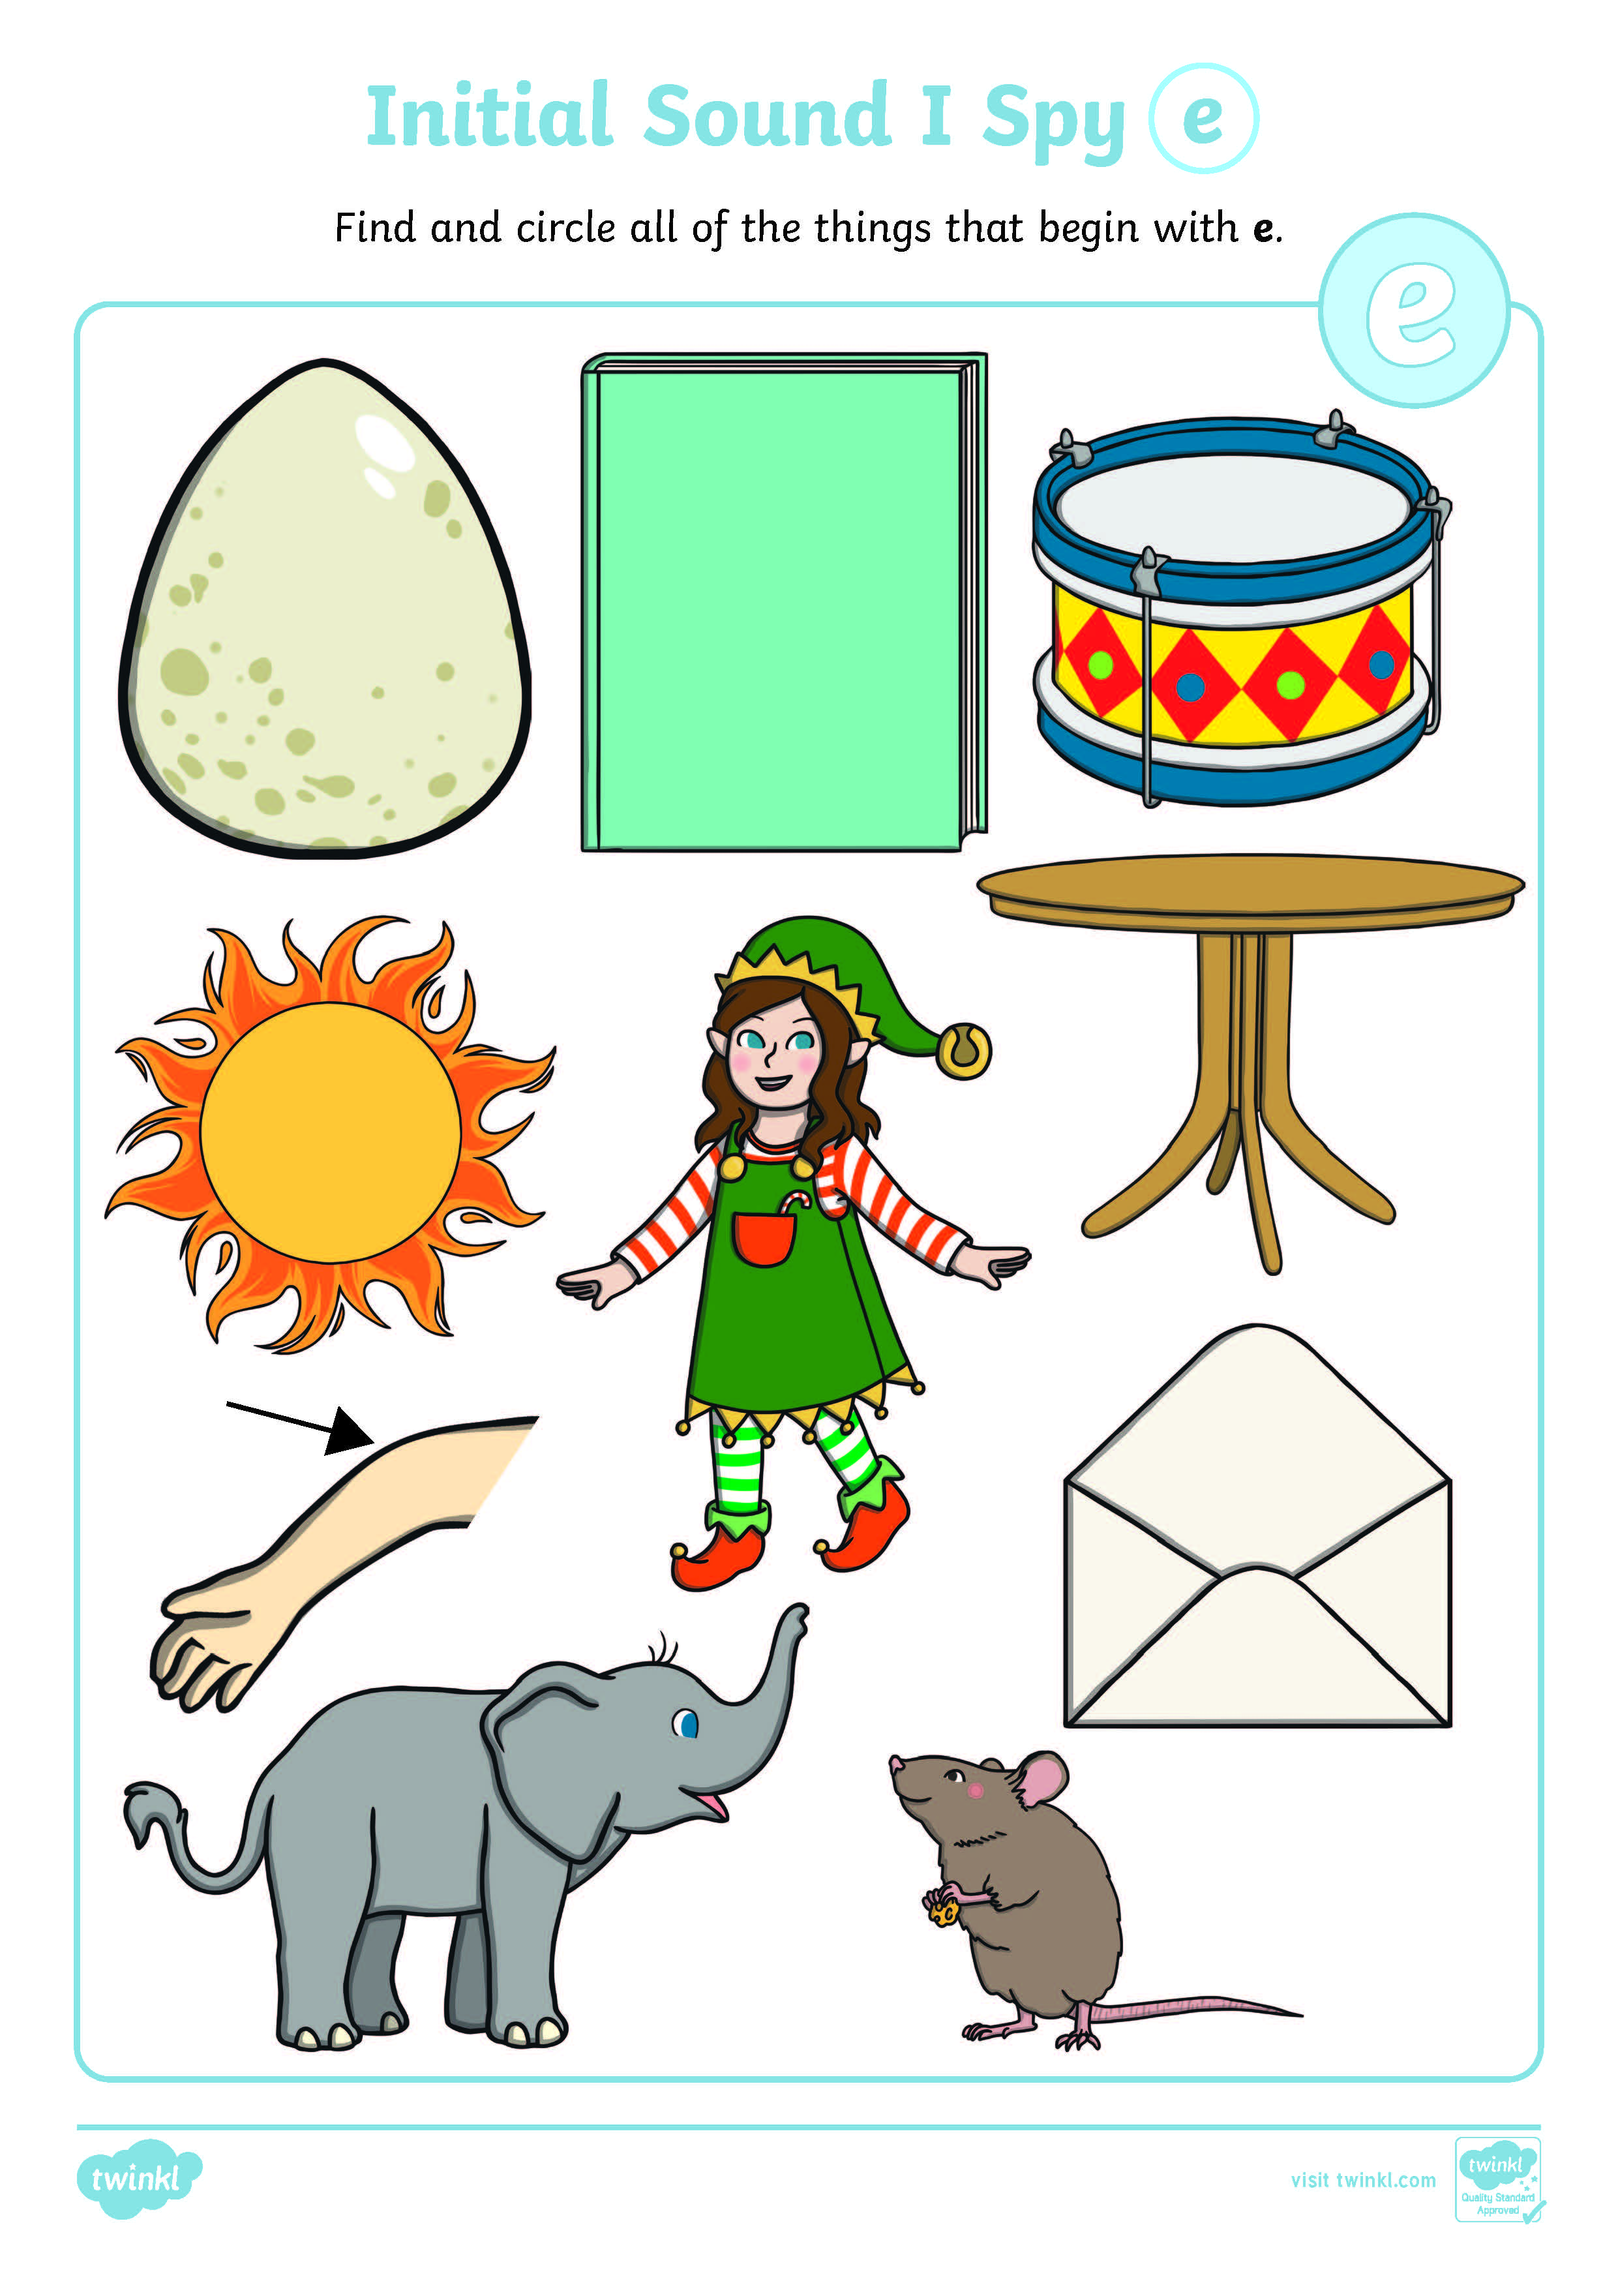 Initial Sound I Spy e
Find and circle all of the things that begin with e.
e
twinkl
visit twinkl.com
twinkl
Quality Standard
Approved